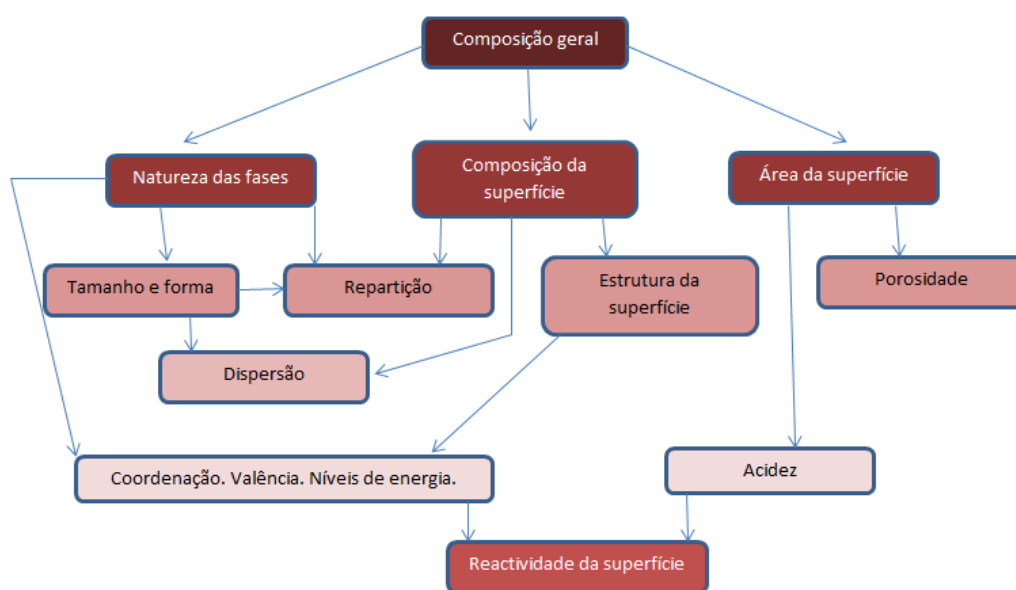 Composição geral
Natureza das fases
Composição da
superfície
Área da superfície
Tamanho e forma
Repartição
Estrutura da
superfície
Porosidade
Dispersão
Coordenação. Valência. Níveis de energia.
Acidez
Reactividade da superfície